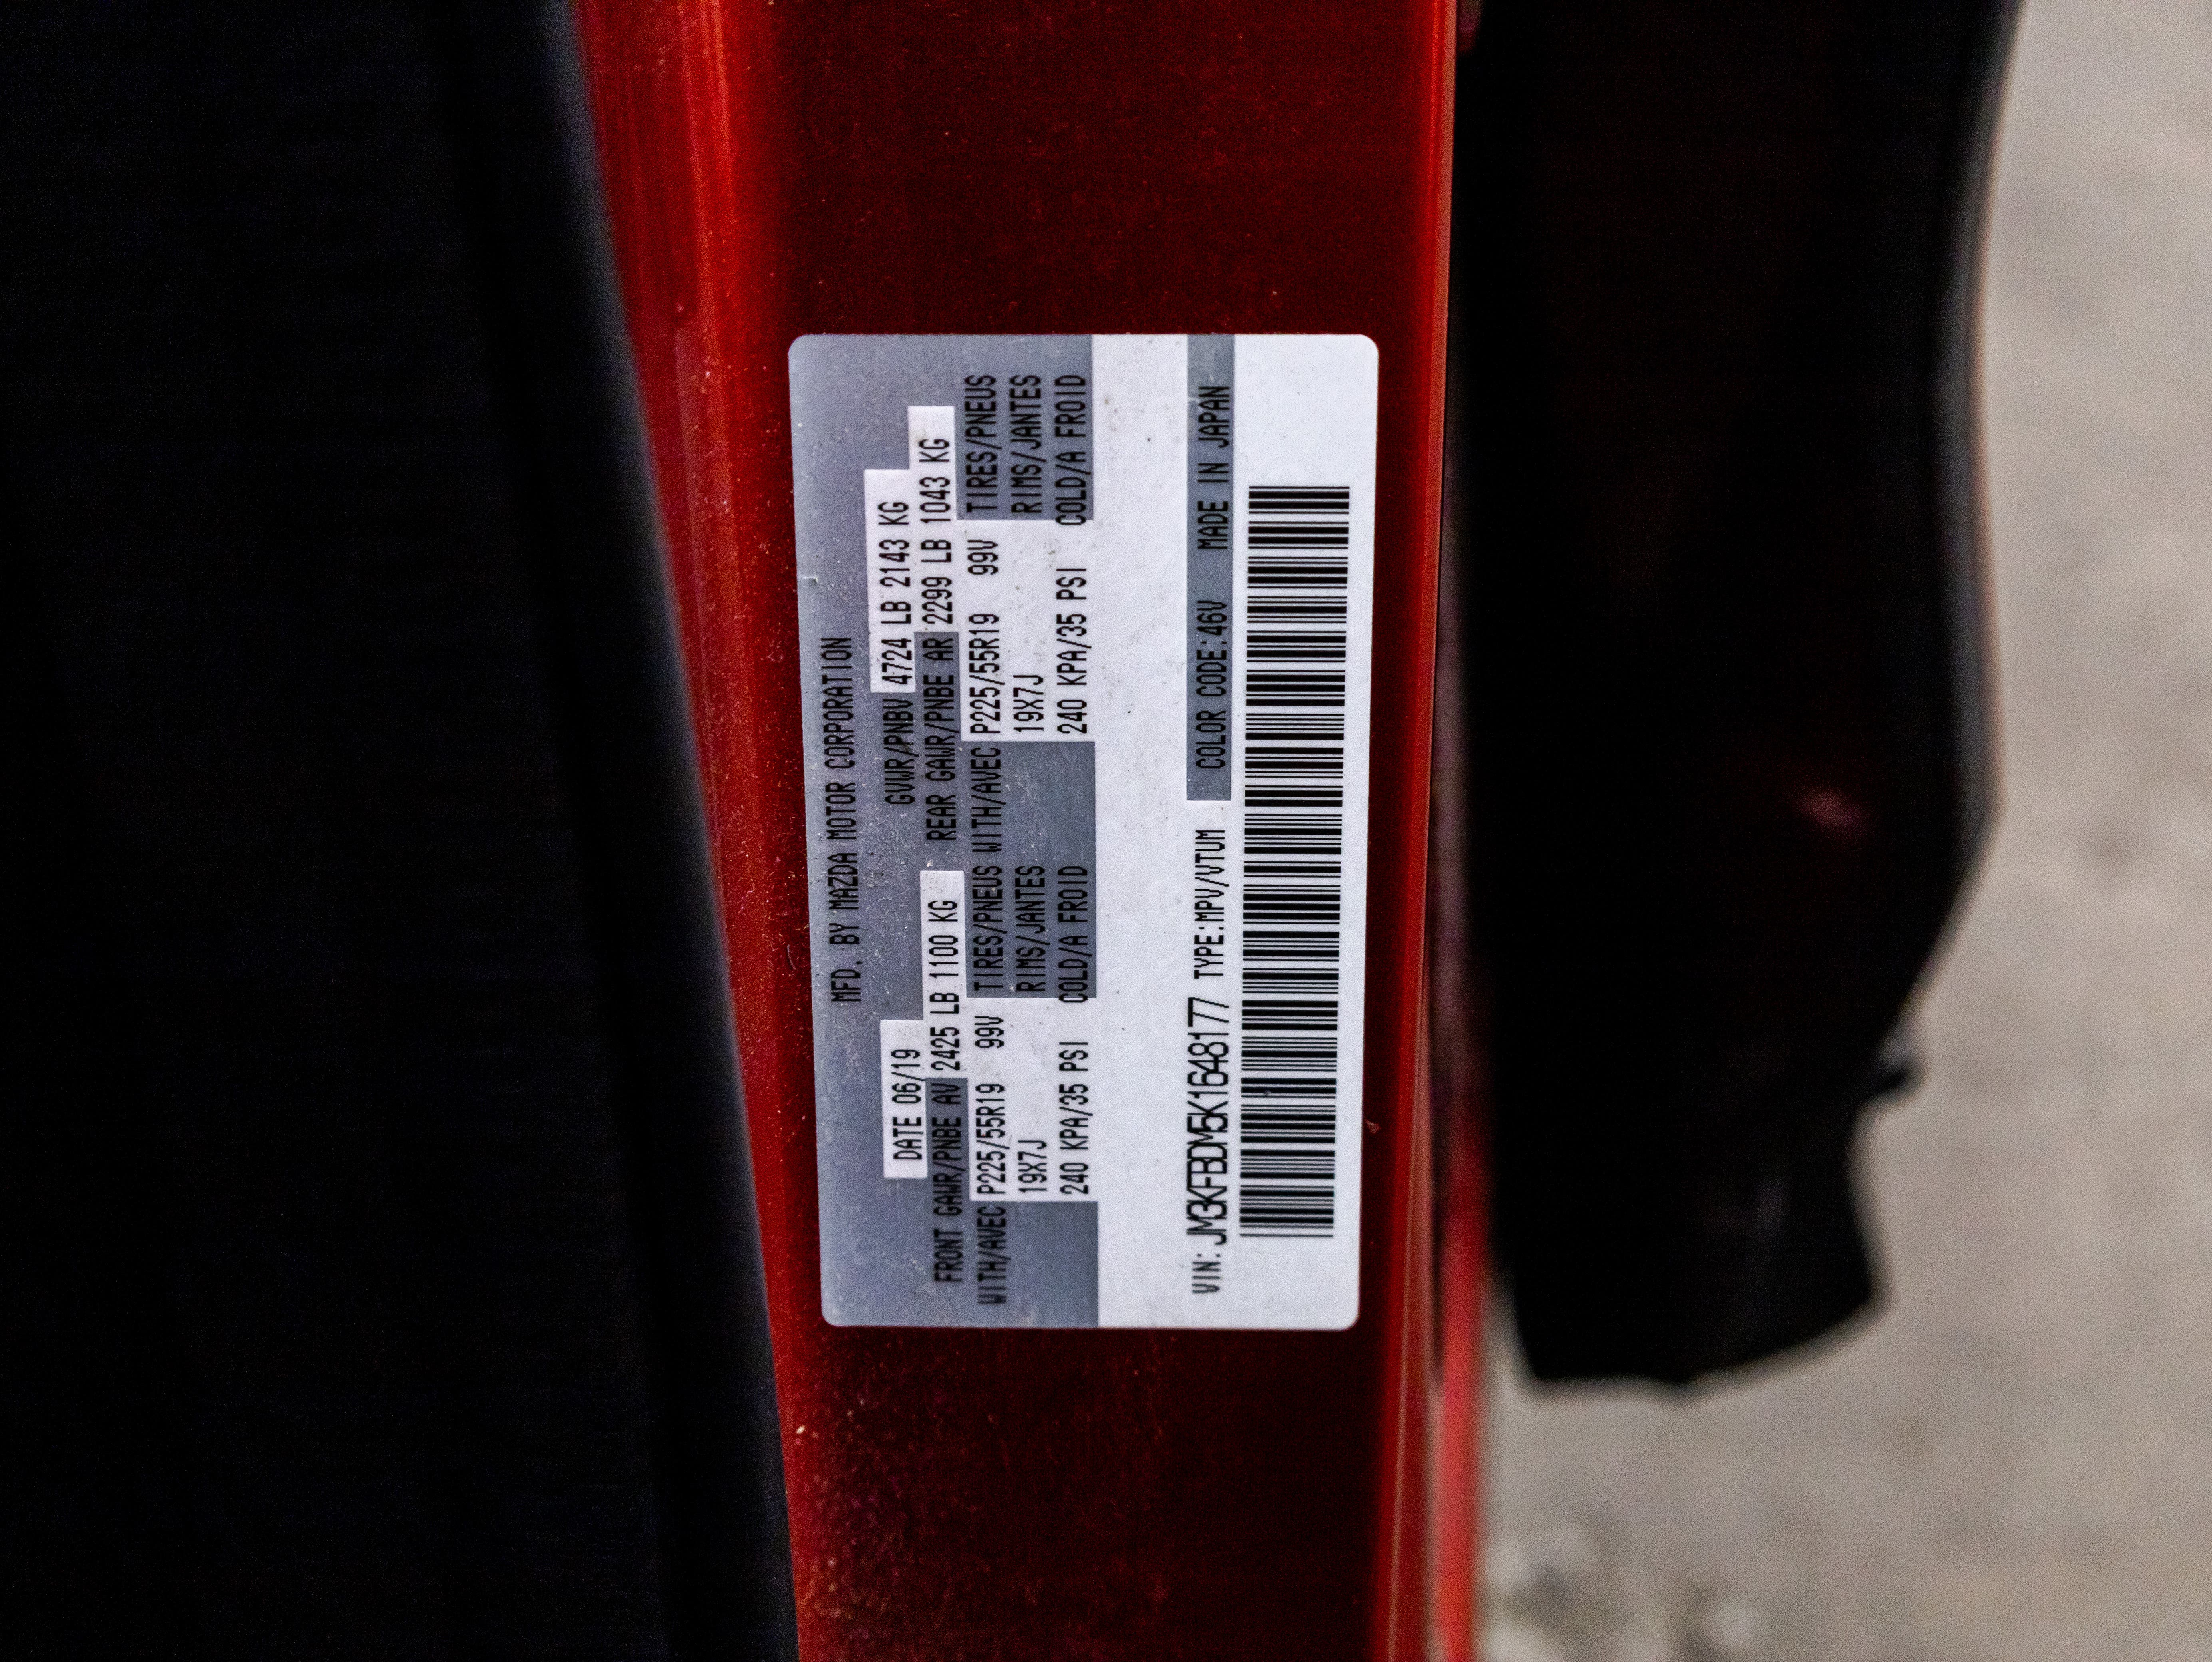 MFD. BY MAZDA MOTOR CORPORATION
DATE 06/19 GVWR/PNBV 4724 LB 2143 KG
FRONT GAWR/PNBE AV 2425 LB 1100 KG REAR GAWR/PNBE AR 2299 LB 1043 KG
WITH/AVEC P225/55R19 99V TIRES/PNEUS WITH/AVEC P225/55R19 99V TIRES/PNEUS
19X7J RIMS/JANTES 19X7J RIMS/JANTES
240 KPA/35 PSI COLD/A FROID 240 KPA/35 PSI COLD/A FROID
VIN: JM3KFBDM5K1648177 TYPE:MPV/VTUM COLOR CODE:46V MADE IN JAPAN